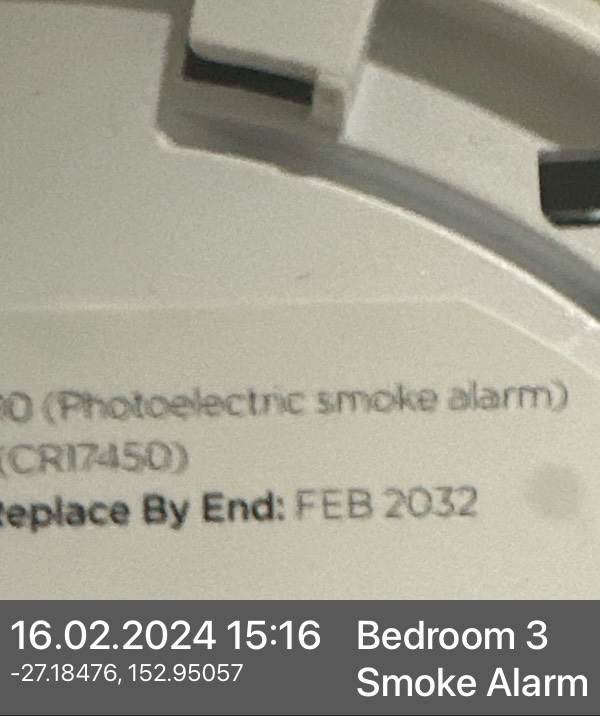 0 (Photoelectric smoke alarm)
(CR17450)
Replace By End: FEB 2032
16.02.2024 15:16
-27.18476, 152.95057
Bedroom 3
Smoke Alarm